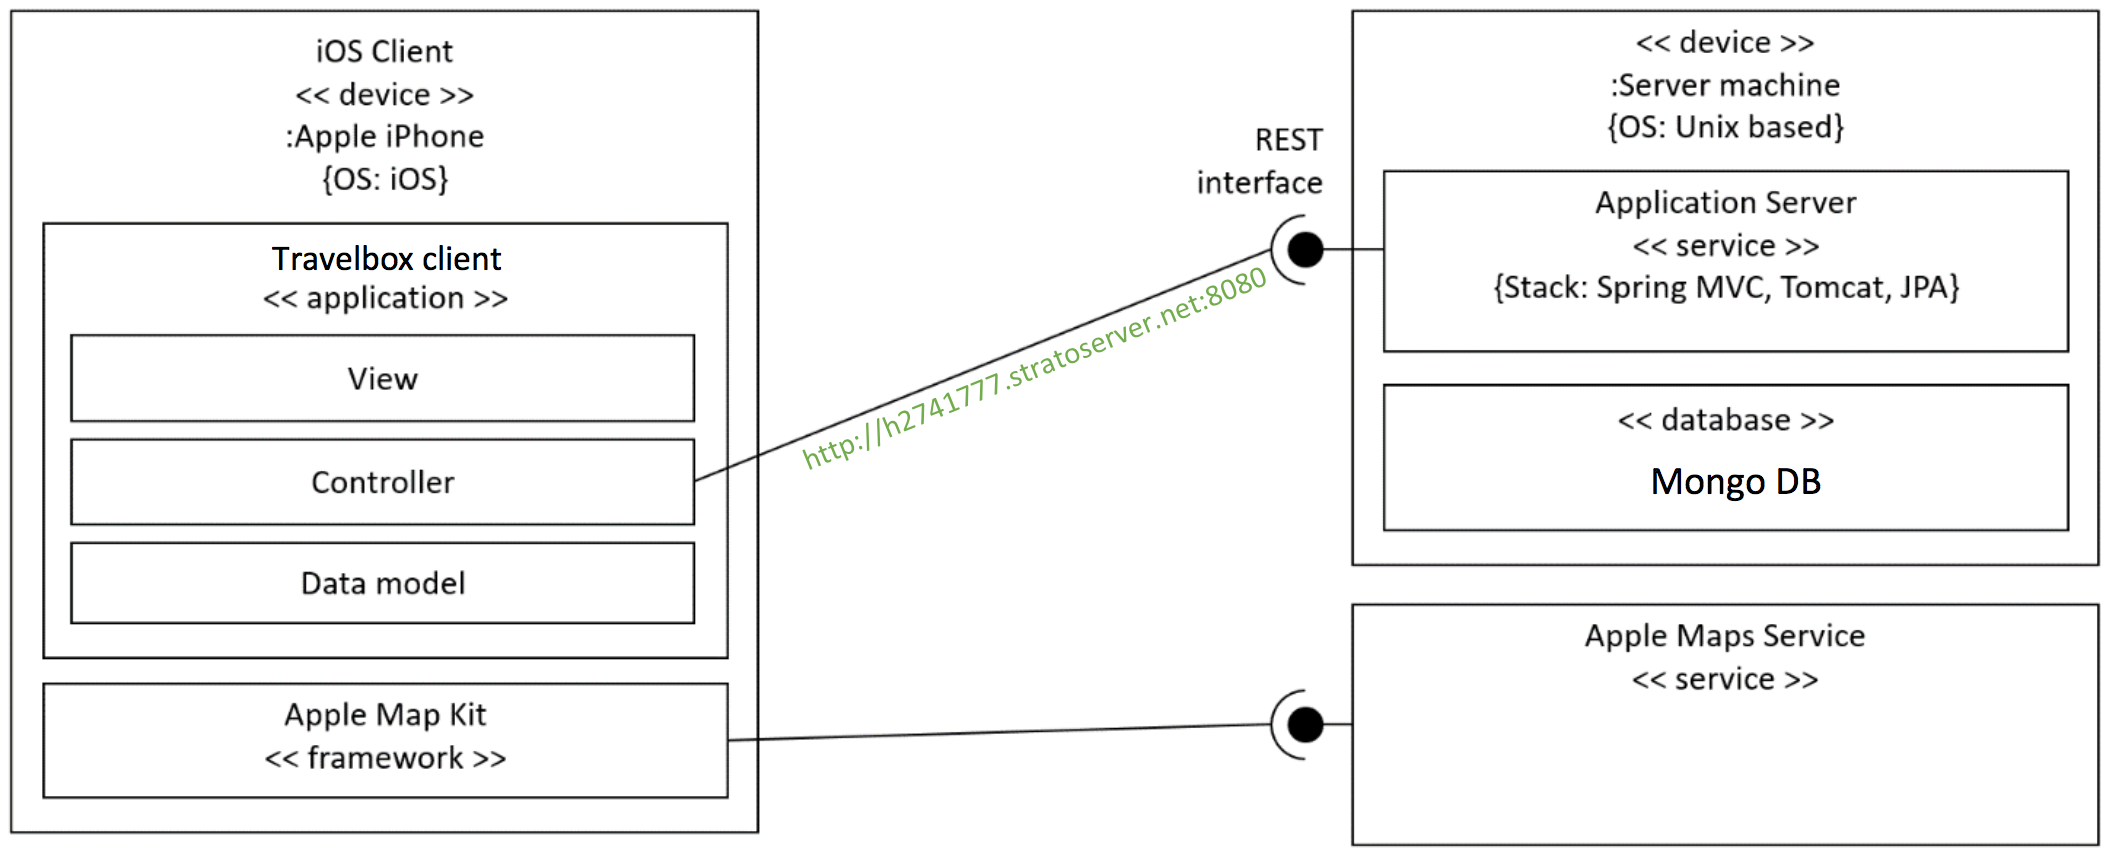 iOS Client
<< device >>
:Apple iPhone
{OS: iOS}
Travelbox client
<< application >>
View
Controller
Data model
Apple Map Kit
<< framework >>
http://h2741777.stratoserver.net:8080
REST
interface
<< device >>
:Server machine
{OS: Unix based}
Application Server
<< service >>
{Stack: Spring MVC, Tomcat, JPA}
<< database >>
Mongo DB
Apple Maps Service
<< service >>